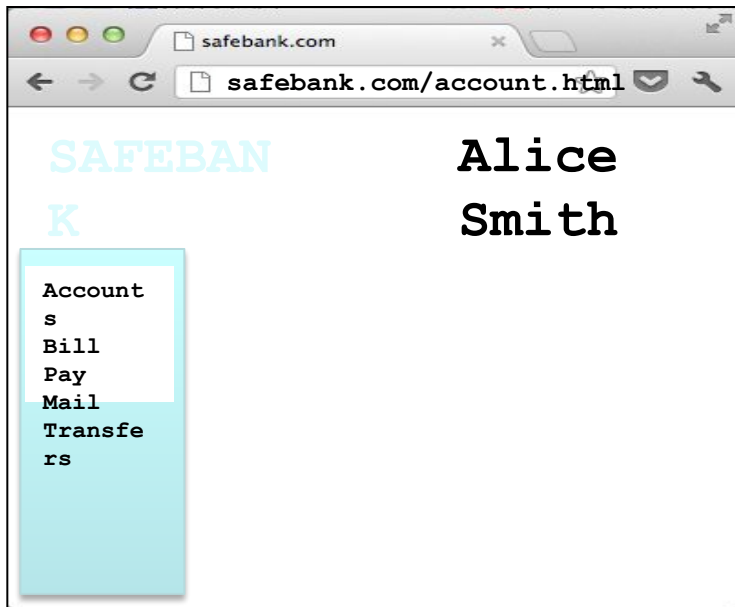 safebank.com
safebank.com/account.html
SAFEBAN
K
Alice
Smith
Account
s
Bill
Pay
Mail
Transfe
rs